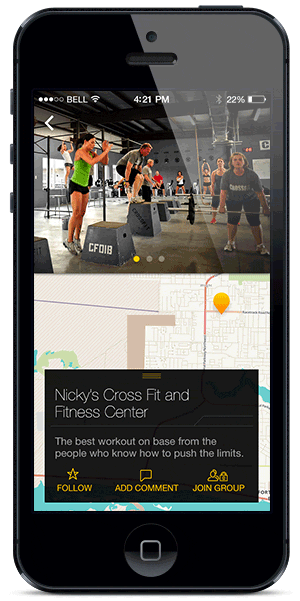 BELL 4:21 PM 22%
CFD1B
Nicky's Cross Fit and
Fitness Center
The best workout on base from the
people who know how to push the limits.
FOLLOW ADD COMMENT JOIN GROUP